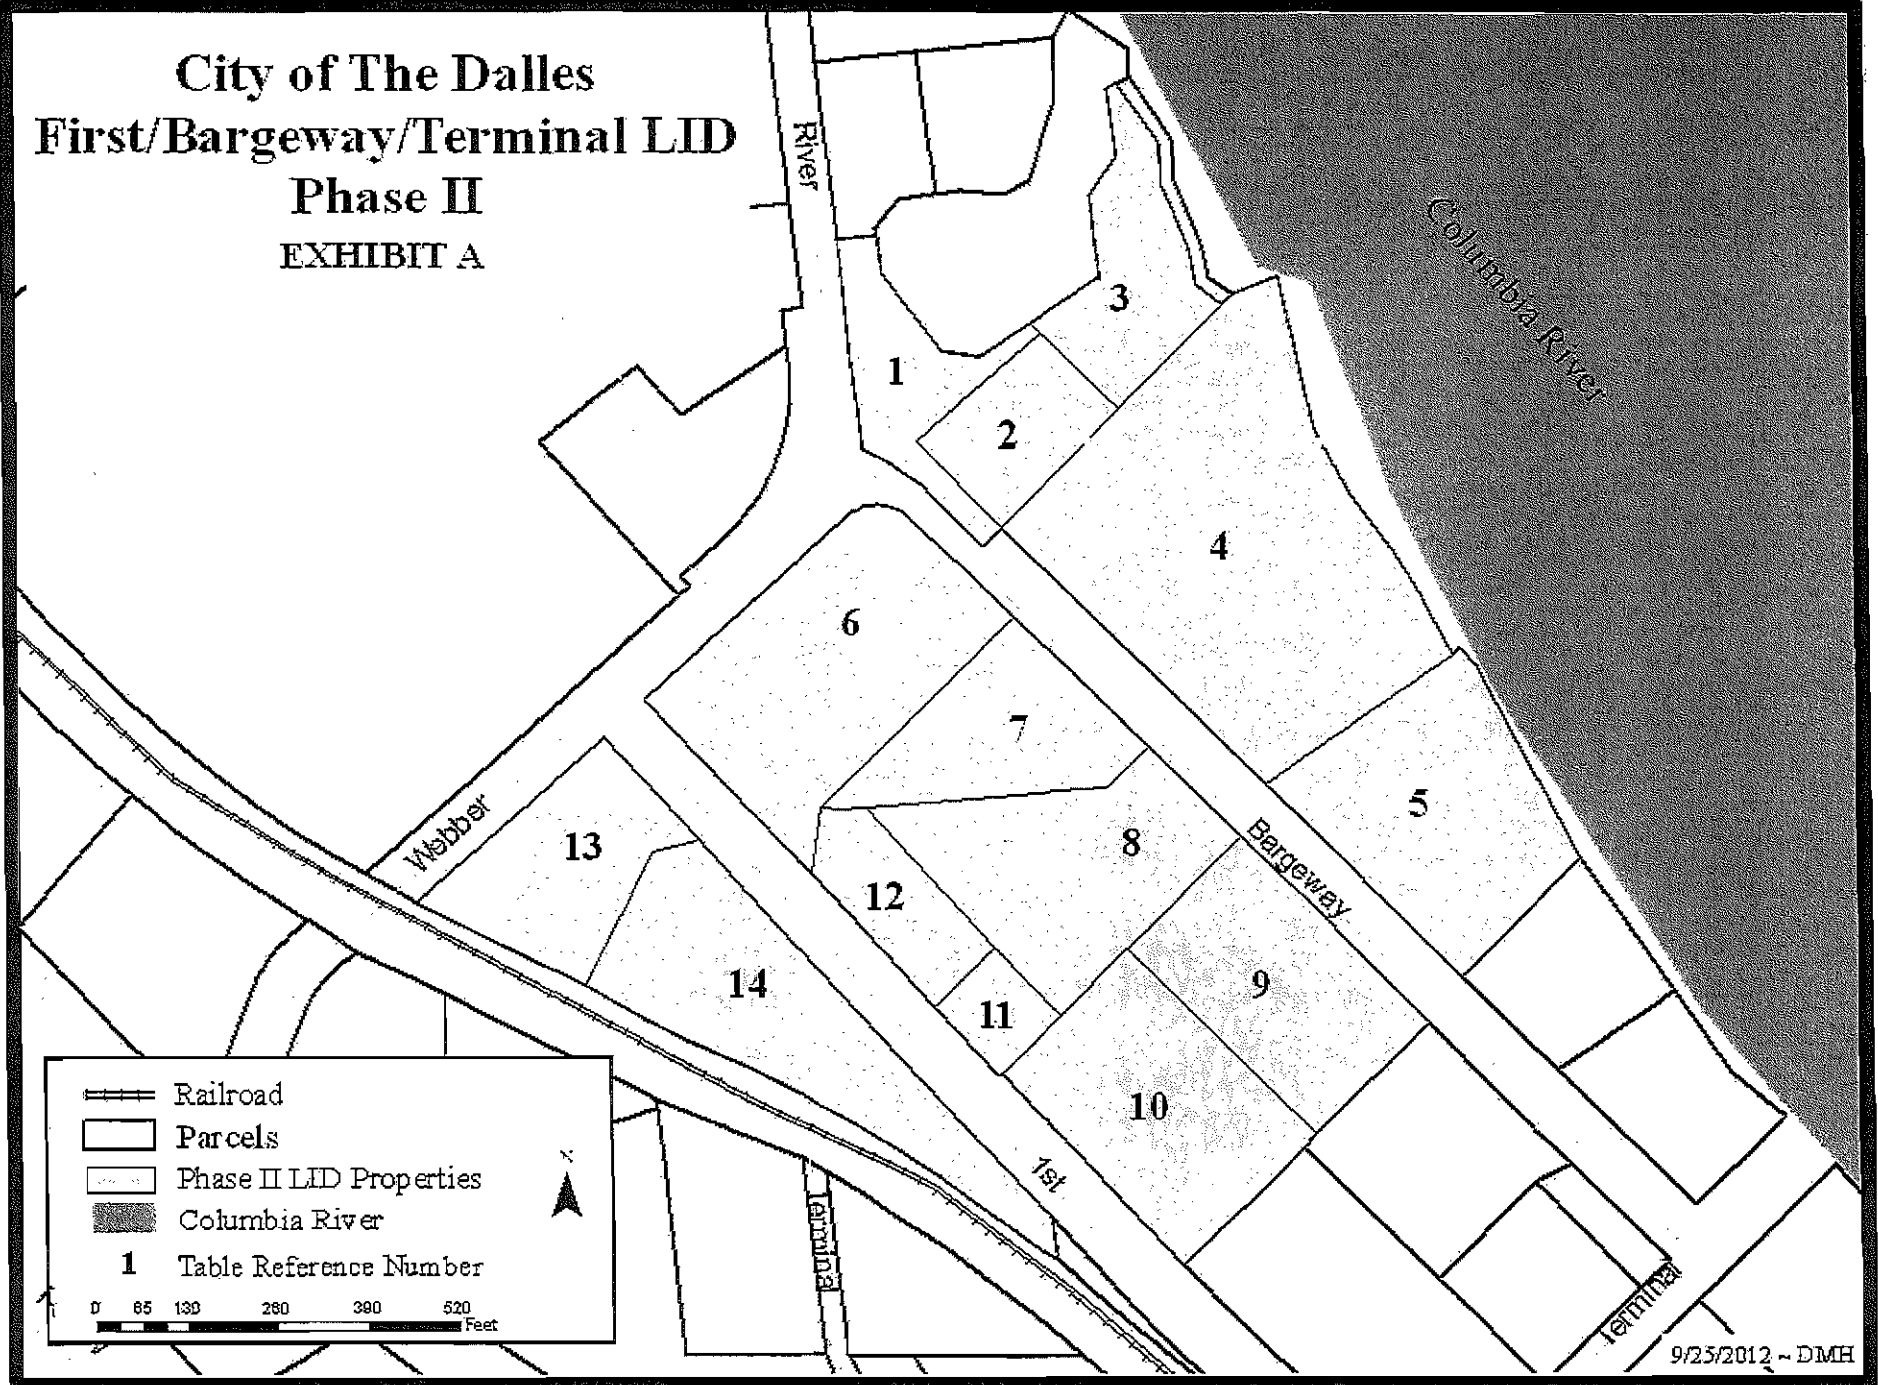 City of The Dalles
First/Bargeway/Terminal LID
Phase II
EXHIBIT A
River
Columbia River
3
1
2
4
6
7
5
Webber
13
8
Bargeway
12
14
11
9
10
1st
Terminal
Terminal
Railroad
Parcels
Phase II LID Properties
Columbia River
1 Table Reference Number
0 65 130 260 390 520
Feet
9/25/2012 ~ DMH